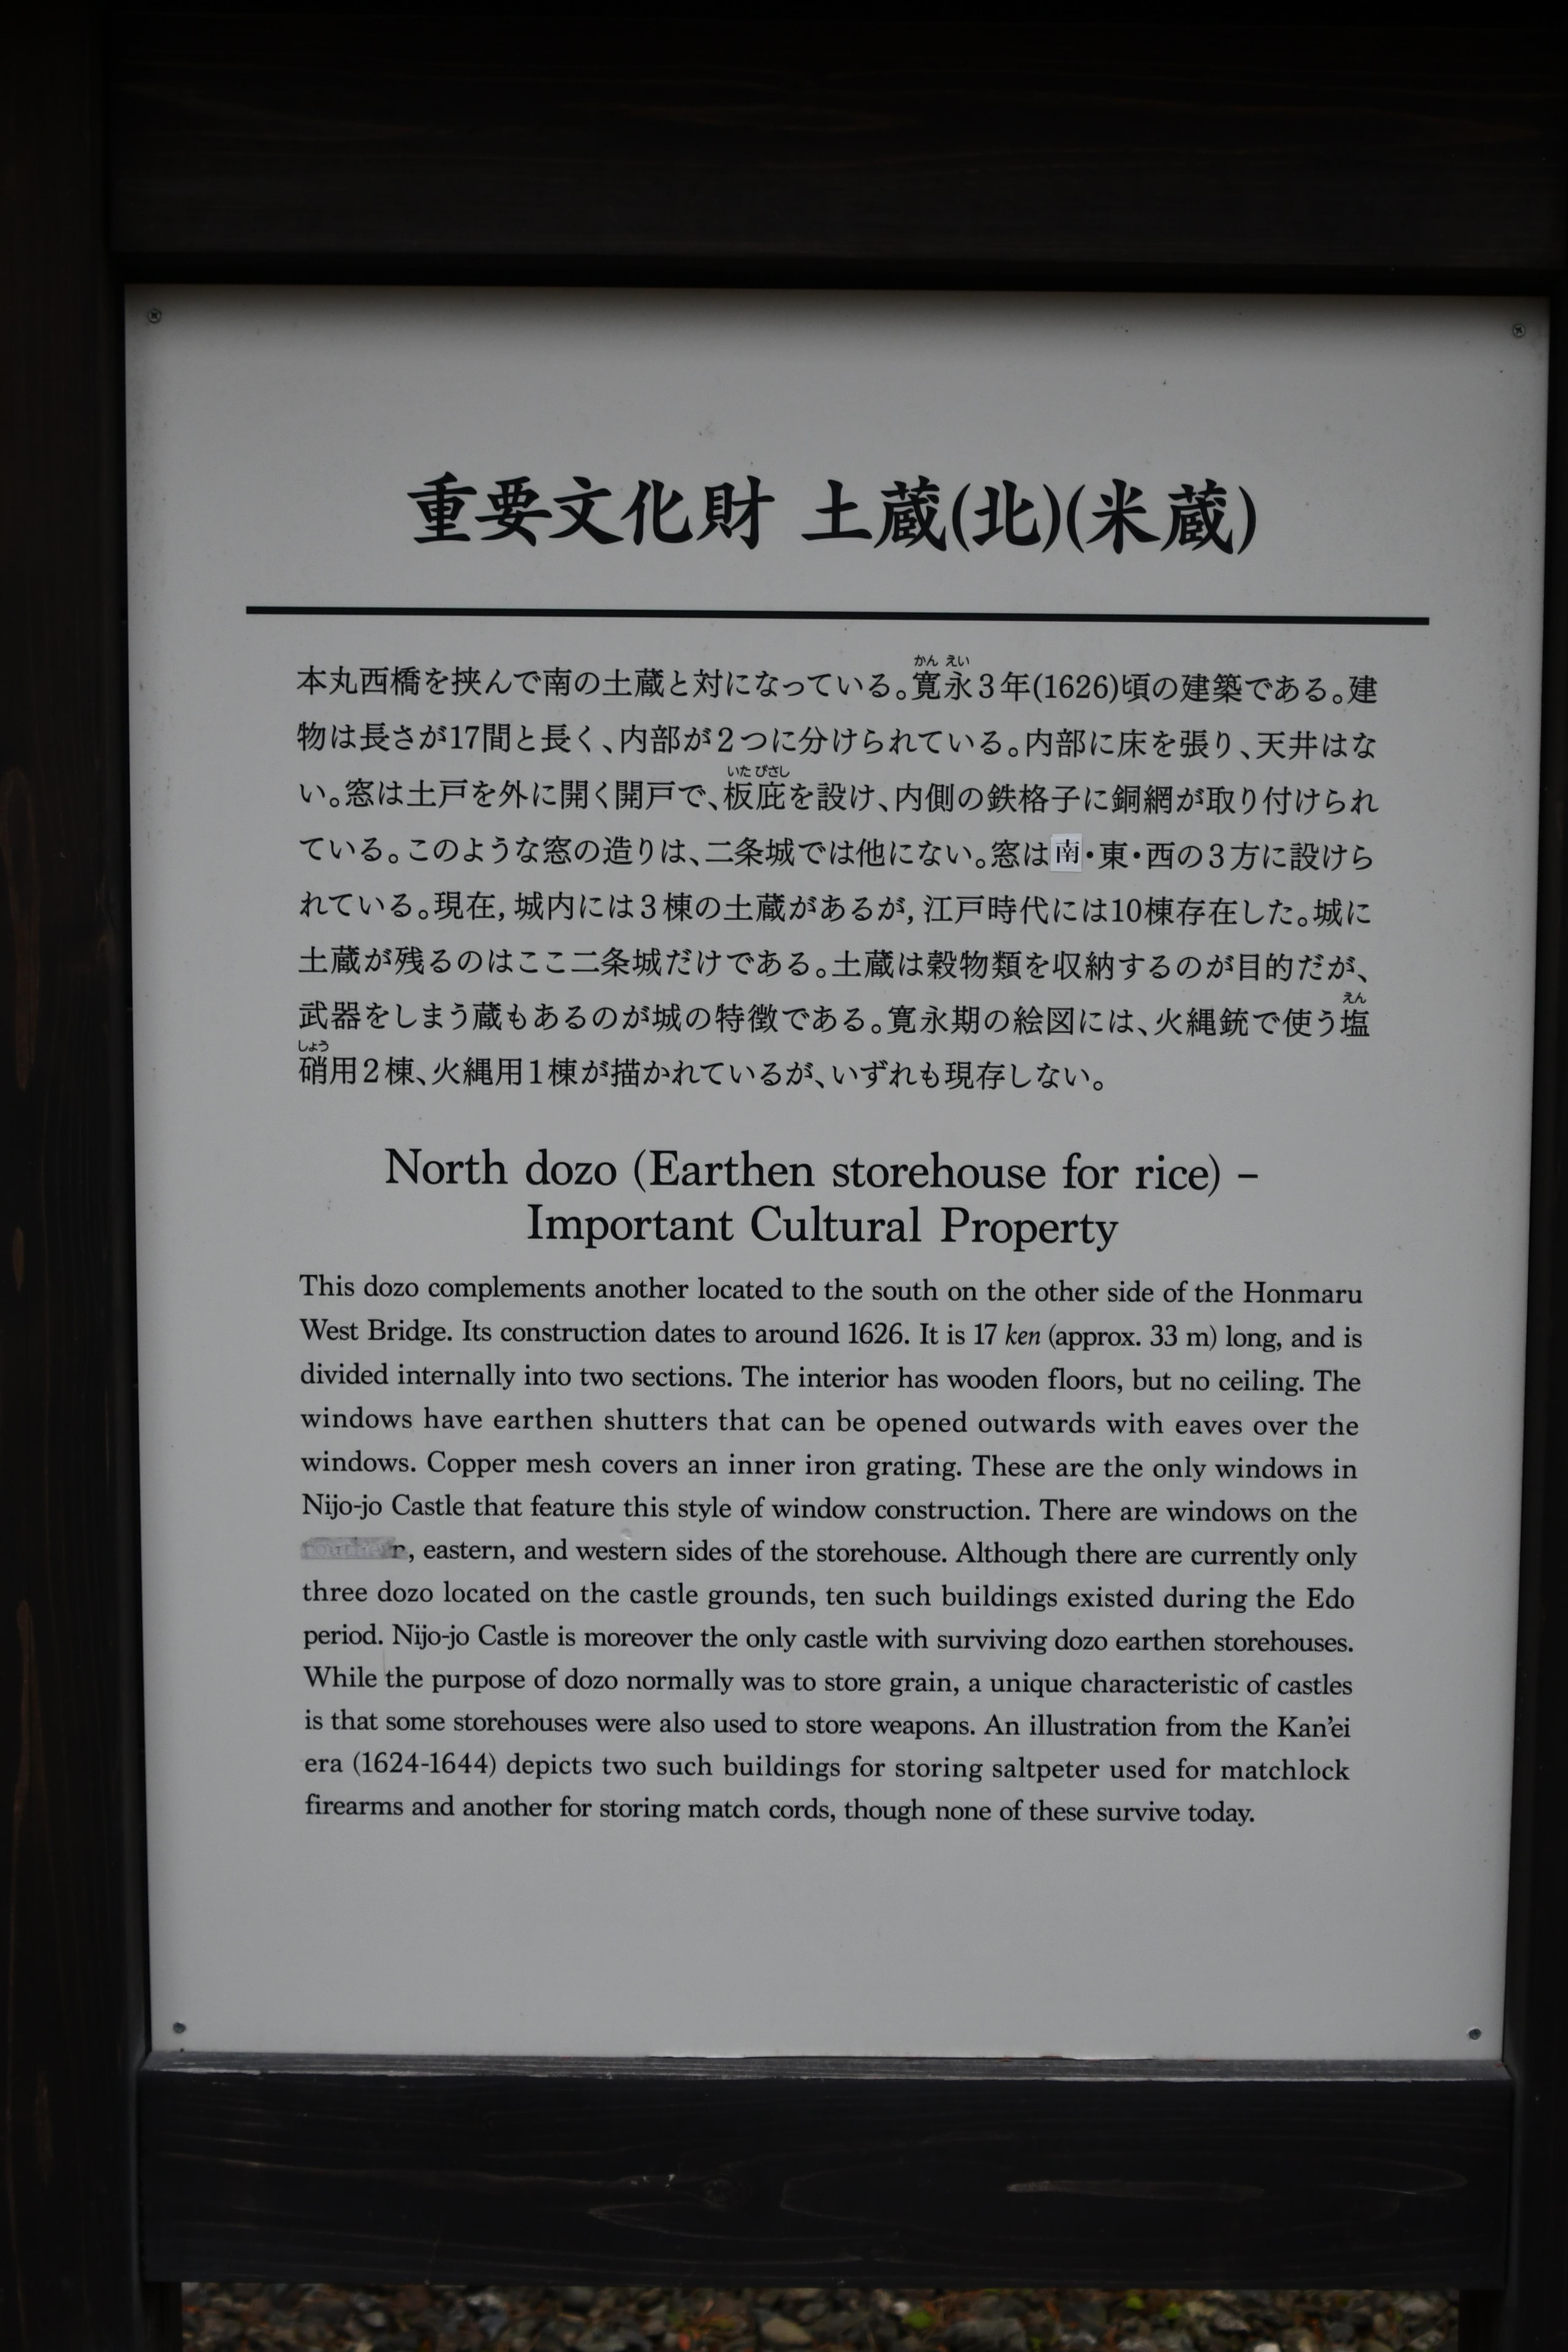 重要文化財 土蔵(北)(米蔵)
かん えい
本丸西橋を挟んで南の土蔵と対になっている。寛永3年(1626)頃の建築である。建
物は長さが17間と長く、内部が2つに分けられている。内部に床を張り、天井はな
いた びさし
い。窓は土戸を外に開く開戸で、板庇を設け、内側の鉄格子に銅網が取り付けられ
ている。このような窓の造りは、二条城では他にない。窓は南・東・西の3方に設けら
れている。現在, 城内には3棟の土蔵があるが, 江戸時代には10棟存在した。城に
土蔵が残るのはここ二条城だけである。土蔵は穀物類を収納するのが目的だが、
えん
武器をしまう蔵もあるのが城の特徴である。寛永期の絵図には、火縄銃で使う塩
しょう
硝用2棟、火縄用1棟が描かれているが、いずれも現存しない。
North dozo (Earthen storehouse for rice) –
Important Cultural Property
This dozo complements another located to the south on the other side of the Honmaru
West Bridge. Its construction dates to around 1626. It is 17 ken (approx. 33 m) long, and is
divided internally into two sections. The interior has wooden floors, but no ceiling. The
windows have earthen shutters that can be opened outwards with eaves over the
windows. Copper mesh covers an inner iron grating. These are the only windows in
Nijo-jo Castle that feature this style of window construction. There are windows on the
, eastern, and western sides of the storehouse. Although there are currently only
three dozo located on the castle grounds, ten such buildings existed during the Edo
period. Nijo-jo Castle is moreover the only castle with surviving dozo earthen storehouses.
While the purpose of dozo normally was to store grain, a unique characteristic of castles
is that some storehouses were also used to store weapons. An illustration from the Kan’ei
era (1624-1644) depicts two such buildings for storing saltpeter used for matchlock
firearms and another for storing match cords, though none of these survive today.